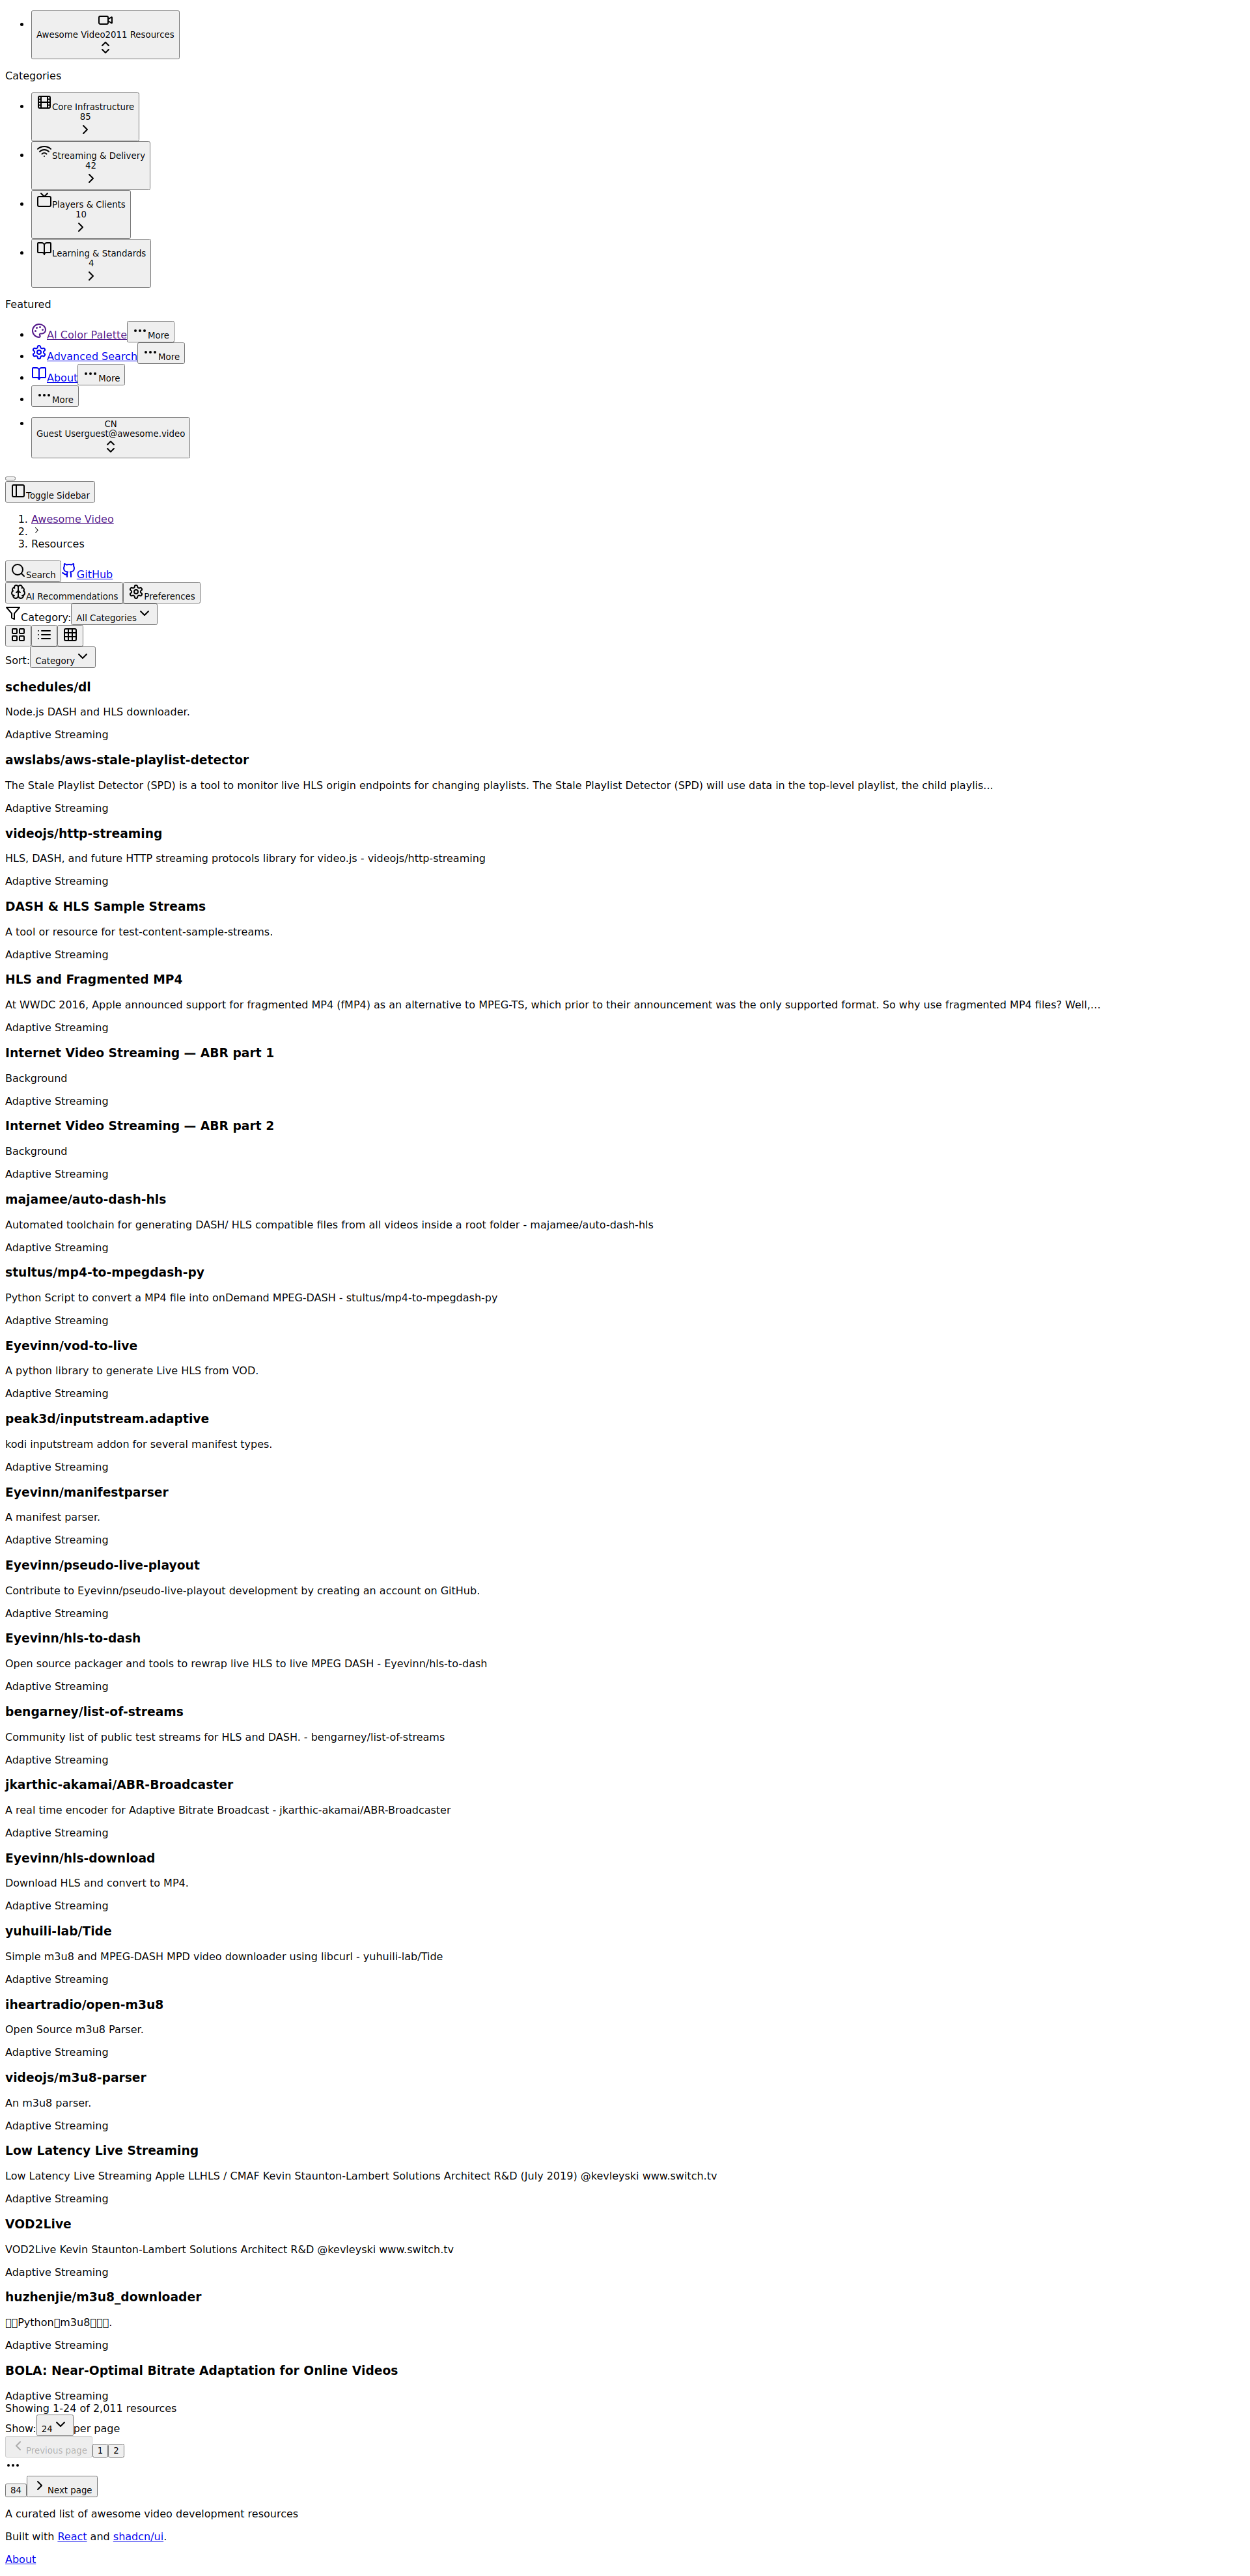 Awesome Video2011 Resources
Categories
Core Infrastructure
85
Streaming & Delivery
42
Players & Clients
10
Learning & Standards
4
Featured
AI Color Palette More
Advanced Search More
About More
More
CN
Guest Userguest@awesome.video
Toggle Sidebar
1. Awesome Video
2.
3. Resources
Search GitHub
AI Recommendations Preferences
Category: All Categories
Sort: Category
schedules/dl
Node.js DASH and HLS downloader.
Adaptive Streaming
awslabs/aws-stale-playlist-detector
The Stale Playlist Detector (SPD) is a tool to monitor live HLS origin endpoints for changing playlists. The Stale Playlist Detector (SPD) will use data in the top-level playlist, the child playlis...
Adaptive Streaming
videojs/http-streaming
HLS, DASH, and future HTTP streaming protocols library for video.js - videojs/http-streaming
Adaptive Streaming
DASH & HLS Sample Streams
A tool or resource for test-content-sample-streams.
Adaptive Streaming
HLS and Fragmented MP4
At WWDC 2016, Apple announced support for fragmented MP4 (fMP4) as an alternative to MPEG-TS, which prior to their announcement was the only supported format. So why use fragmented MP4 files? Well,...
Adaptive Streaming
Internet Video Streaming — ABR part 1
Background
Adaptive Streaming
Internet Video Streaming — ABR part 2
Background
Adaptive Streaming
majamee/auto-dash-hls
Automated toolchain for generating DASH/ HLS compatible files from all videos inside a root folder - majamee/auto-dash-hls
Adaptive Streaming
stultus/mp4-to-mpegdash-py
Python Script to convert a MP4 file into onDemand MPEG-DASH - stultus/mp4-to-mpegdash-py
Adaptive Streaming
Eyevinn/vod-to-live
A python library to generate Live HLS from VOD.
Adaptive Streaming
peak3d/inputstream.adaptive
kodi inputstream addon for several manifest types.
Adaptive Streaming
Eyevinn/manifestparser
A manifest parser.
Adaptive Streaming
Eyevinn/pseudo-live-playout
Contribute to Eyevinn/pseudo-live-playout development by creating an account on GitHub.
Adaptive Streaming
Eyevinn/hls-to-dash
Open source packager and tools to rewrap live HLS to live MPEG DASH - Eyevinn/hls-to-dash
Adaptive Streaming
bengarney/list-of-streams
Community list of public test streams for HLS and DASH. - bengarney/list-of-streams
Adaptive Streaming
jkarthic-akamai/ABR-Broadcaster
A real time encoder for Adaptive Bitrate Broadcast - jkarthic-akamai/ABR-Broadcaster
Adaptive Streaming
Eyevinn/hls-download
Download HLS and convert to MP4.
Adaptive Streaming
yuhuili-lab/Tide
Simple m3u8 and MPEG-DASH MPD video downloader using libcurl - yuhuili-lab/Tide
Adaptive Streaming
iheartradio/open-m3u8
Open Source m3u8 Parser.
Adaptive Streaming
videojs/m3u8-parser
An m3u8 parser.
Adaptive Streaming
Low Latency Live Streaming
Low Latency Live Streaming Apple LLHLS / CMAF Kevin Staunton-Lambert Solutions Architect R&D (July 2019) @kevleyski www.switch.tv
Adaptive Streaming
VOD2Live
VOD2Live Kevin Staunton-Lambert Solutions Architect R&D @kevleyski www.switch.tv
Adaptive Streaming
huzhenjie/m3u8_downloader
Python m3u8 .
Adaptive Streaming
BOLA: Near-Optimal Bitrate Adaptation for Online Videos
Adaptive Streaming
Showing 1-24 of 2,011 resources
Show: 24 per page
Previous page 1 2
84 Next page
A curated list of awesome video development resources
Built with React and shadcn/ui.
About